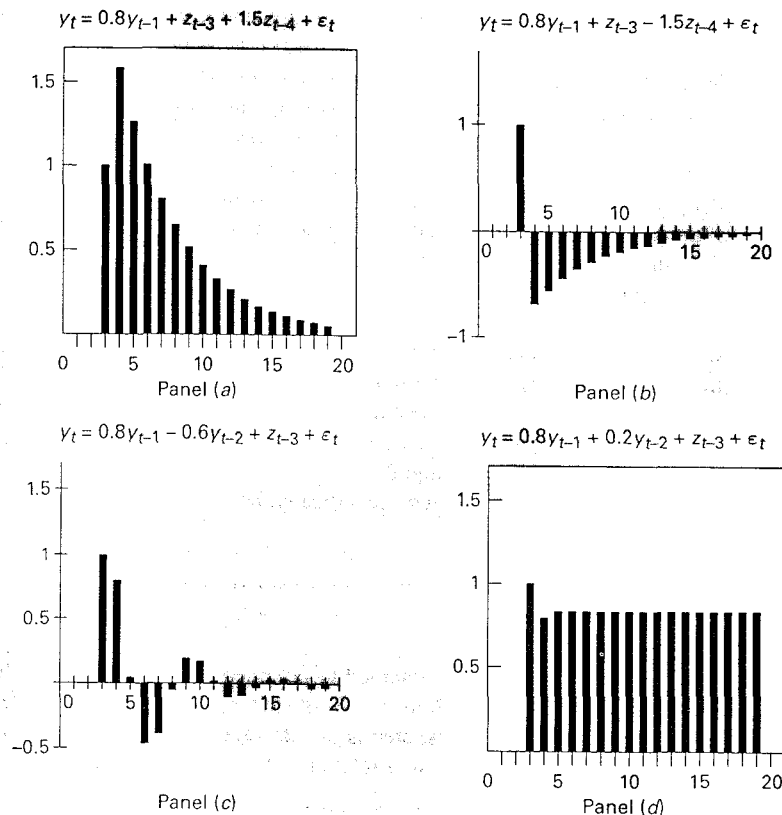 yₜ = 0.8yₜ₋₁ + zₜ₋₃ + 1.5zₜ₋₄ + εₜ
1.5
1
0.5
0 5 10 15 20
Panel (a)
yₜ = 0.8yₜ₋₁ + zₜ₋₃ − 1.5zₜ₋₄ + εₜ
1
0 5 10 15 20
−1
Panel (b)
yₜ = 0.8yₜ₋₁ − 0.6yₜ₋₂ + zₜ₋₃ + εₜ
1.5
1
0.5
0 5 10 15 20
−0.5
Panel (c)
yₜ = 0.8yₜ₋₁ + 0.2yₜ₋₂ + zₜ₋₃ + εₜ
1.5
1
0.5
0 5 10 15 20
Panel (d)